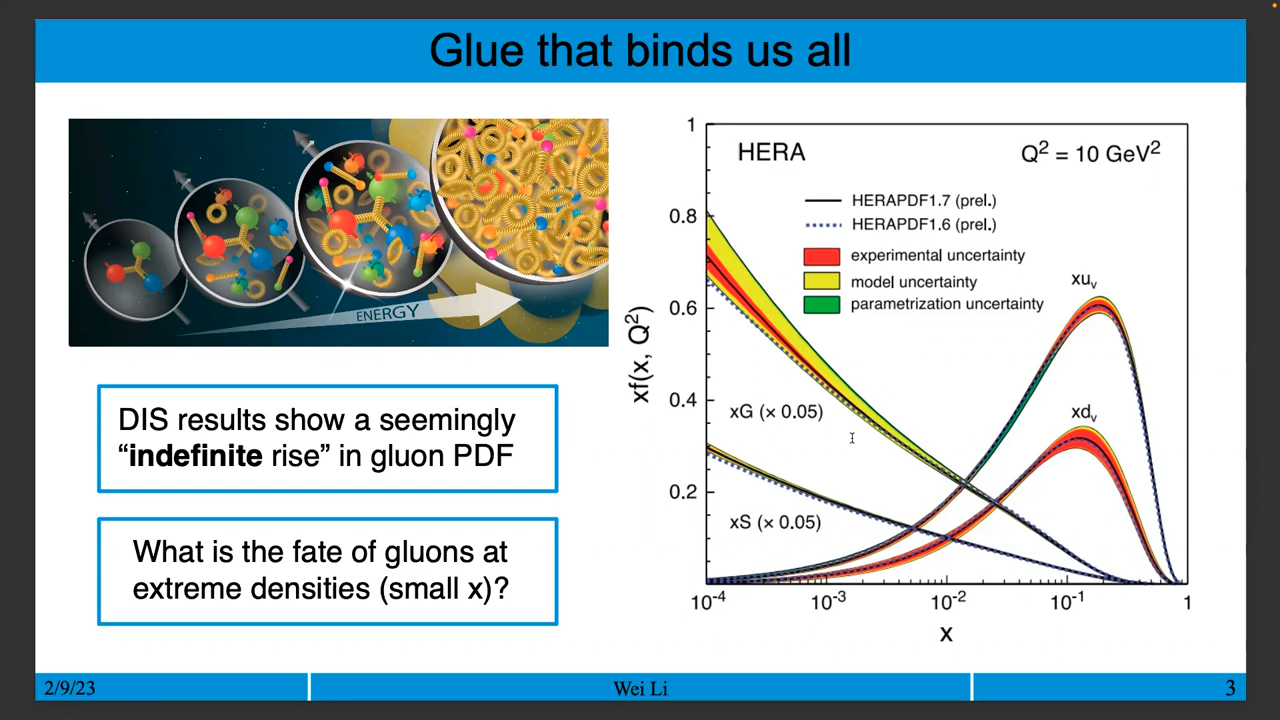 Glue that binds us all
ENERGY
DIS results show a seemingly
“indefinite rise” in gluon PDF
What is the fate of gluons at
extreme densities (small x)?
HERA
Q² = 10 GeV²
HERAPDF1.7 (prel.)
HERAPDF1.6 (prel.)
experimental uncertainty
model uncertainty
parametrization uncertainty
xuᵥ
xdᵥ
xG (× 0.05)
xS (× 0.05)
xf(x, Q²)
1
0.8
0.6
0.4
0.2
10⁻⁴ 10⁻³ 10⁻² 10⁻¹ 1
x
2/9/23 Wei Li 3